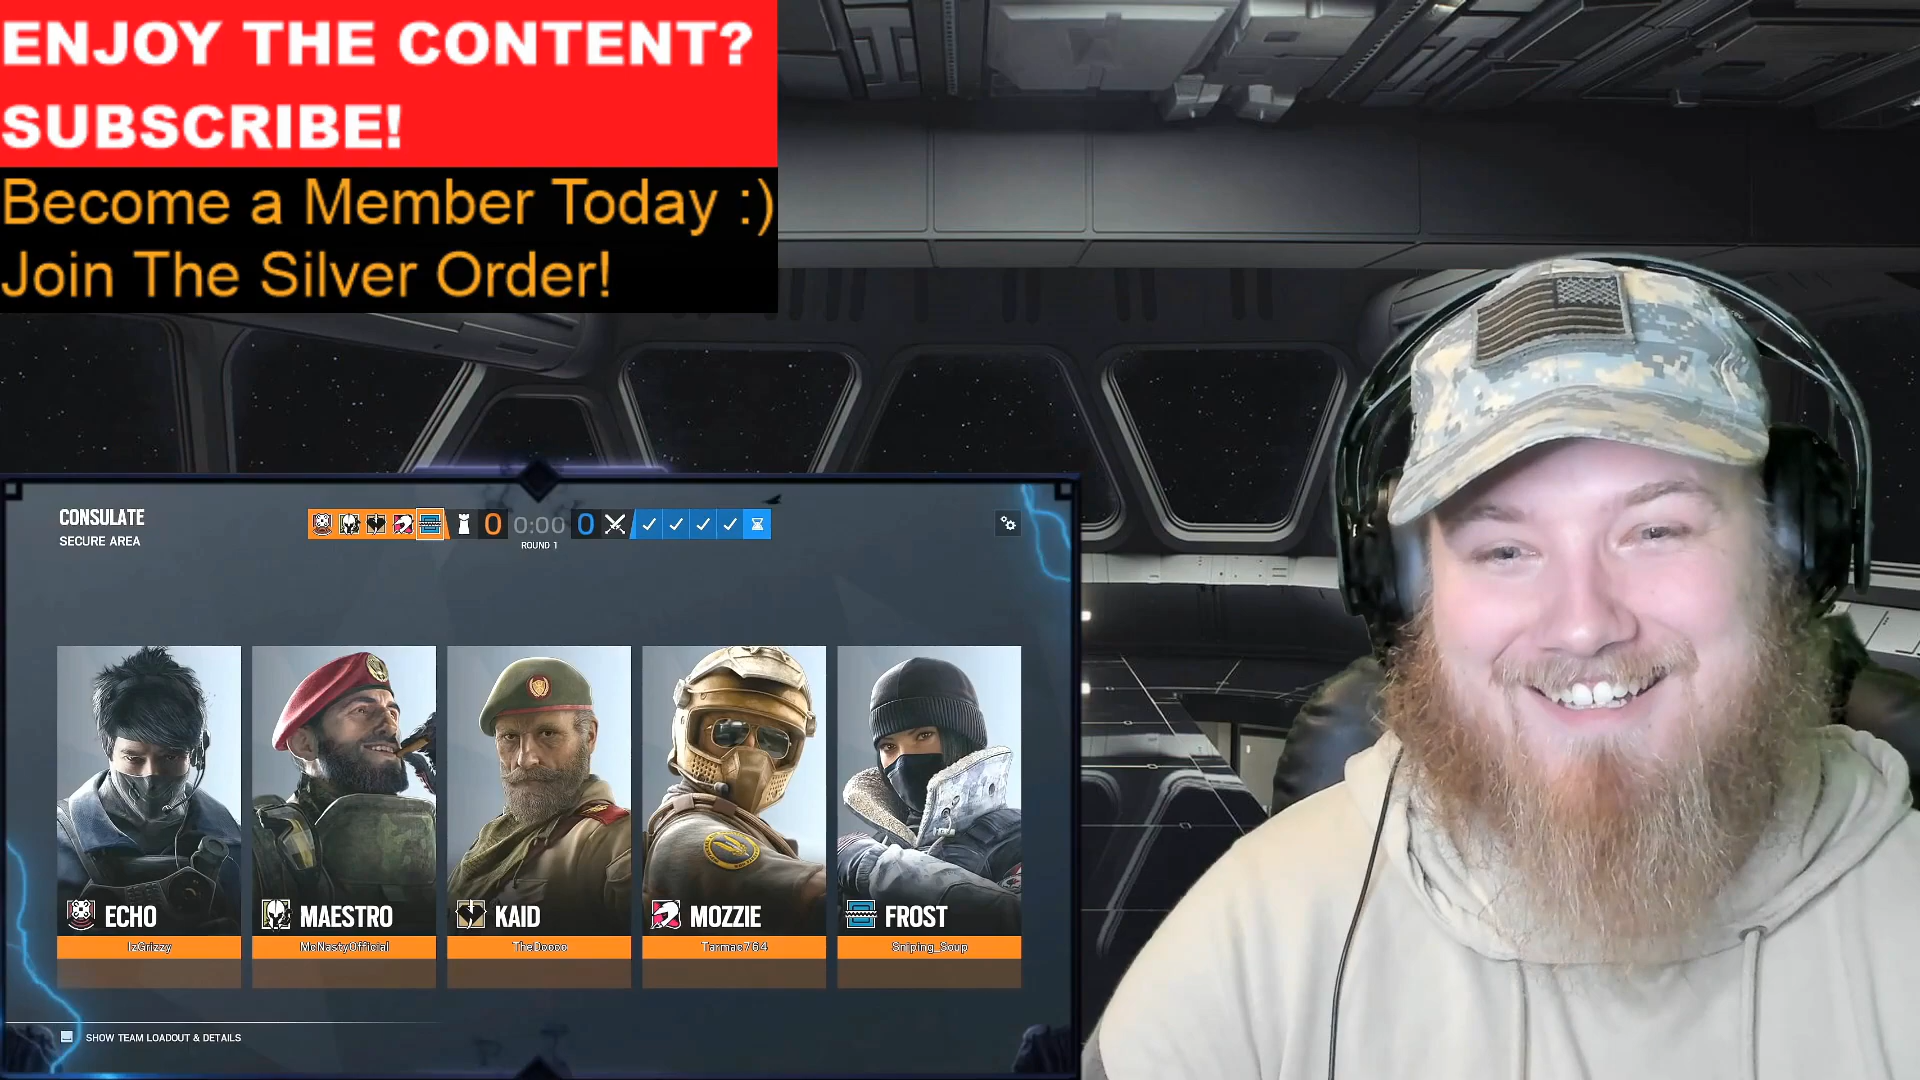 ENJOY THE CONTENT?
SUBSCRIBE!
Become a Member Today :)
Join The Silver Order!
CONSULATE
SECURE AREA
0 0:00 0
ROUND 1
ECHO
IzGrizzy
MAESTRO
McNastyOfficial
KAID
TheDoooo
MOZZIE
Tarmac764
FROST
Sniping_Soup
SHOW TEAM LOADOUT & DETAILS